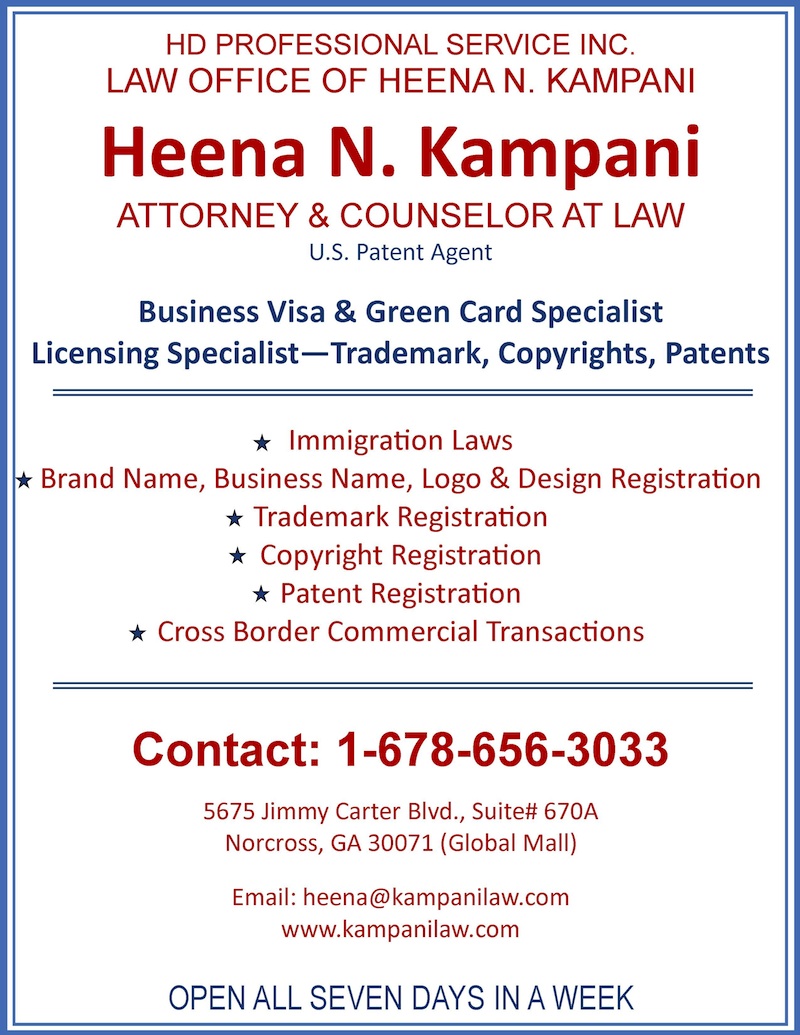 HD PROFESSIONAL SERVICE INC.
LAW OFFICE OF HEENA N. KAMPANI
Heena N. Kampani
ATTORNEY & COUNSELOR AT LAW
U.S. Patent Agent
Business Visa & Green Card Specialist
Licensing Specialist—Trademark, Copyrights, Patents
★ Immigration Laws
★ Brand Name, Business Name, Logo & Design Registration
★ Trademark Registration
★ Copyright Registration
★ Patent Registration
★ Cross Border Commercial Transactions
Contact: 1-678-656-3033
5675 Jimmy Carter Blvd., Suite# 670A
Norcross, GA 30071 (Global Mall)
Email: heena@kampanilaw.com
www.kampanilaw.com
OPEN ALL SEVEN DAYS IN A WEEK